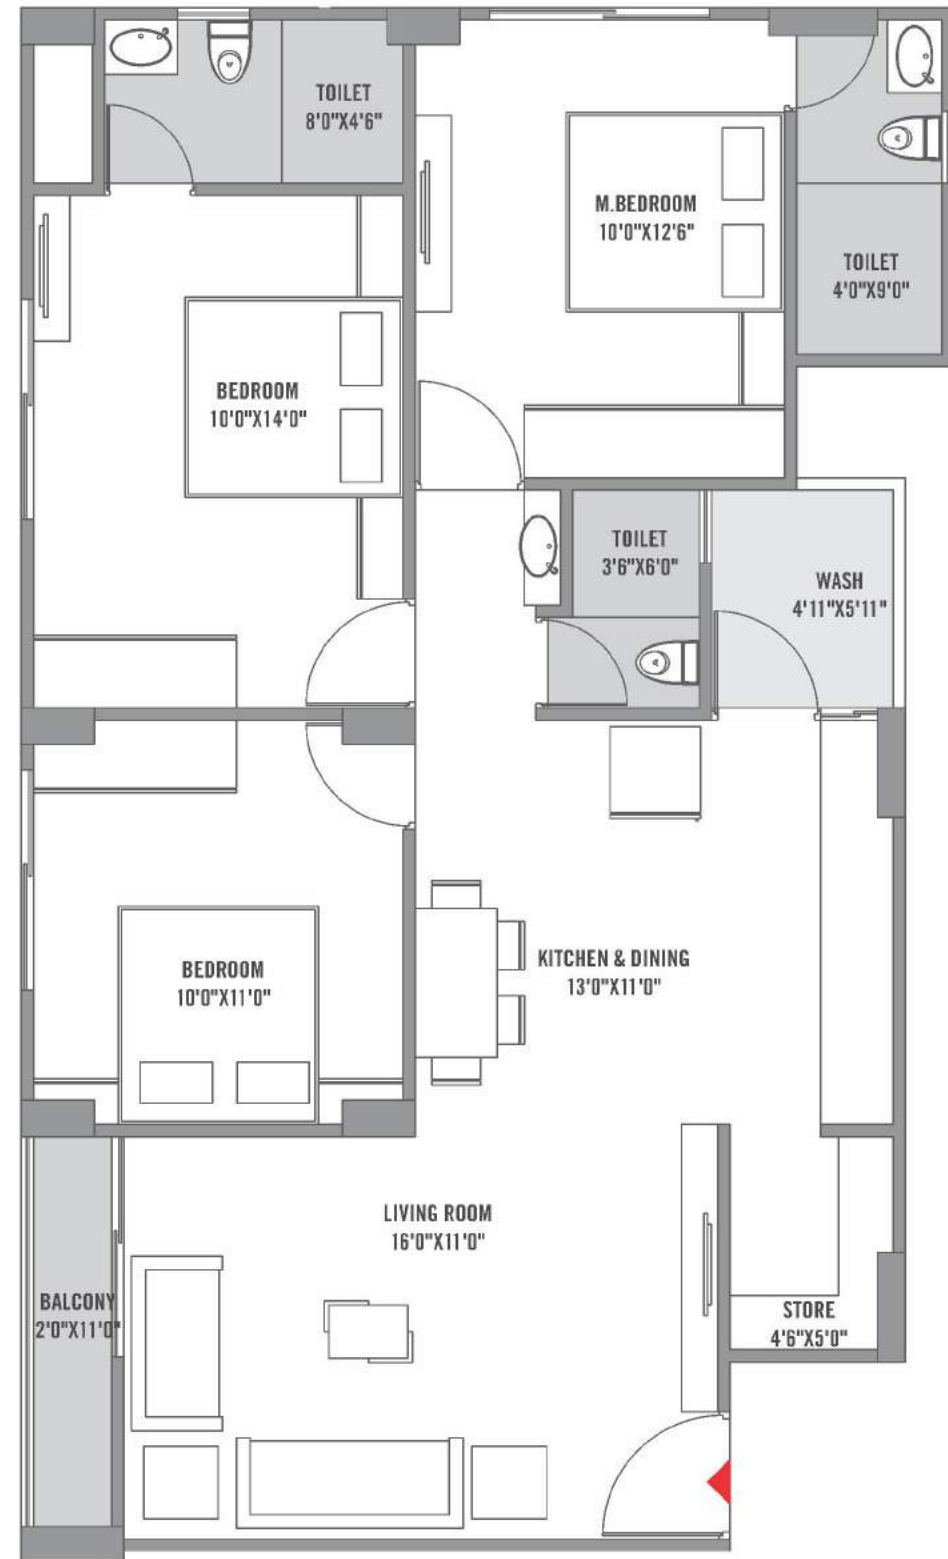 TOILET
8'0"X4'6"
M.BEDROOM
10'0"X12'6"
TOILET
4'0"X9'0"
BEDROOM
10'0"X14'0"
TOILET
3'6"X6'0"
WASH
4'11"X5'11"
KITCHEN & DINING
13'0"X11'0"
BEDROOM
10'0"X11'0"
LIVING ROOM
16'0"X11'0"
BALCONY
2'0"X11'0"
STORE
4'6"X5'0"